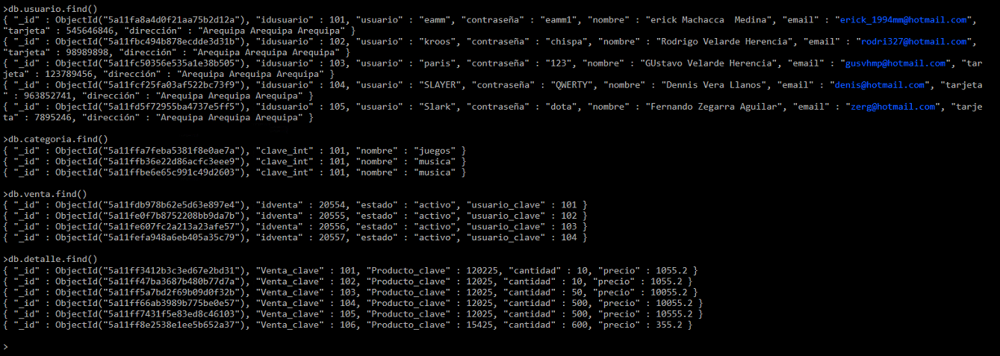 >db.usuario.find()
{ "_id" : ObjectId("5a11fa8a4d0f21aa75b2d12a"), "idusuario" : 101, "usuario" : "eamm", "contraseña" : "eamm1", "nombre" : "erick Machacca  Medina", "email" : "erick_1994mm@hotmail.com",
"tarjeta" : 545646846, "dirección" : "Arequipa Arequipa Arequipa" }
{ "_id" : ObjectId("5a11fbc494b878ecdde3d31b"), "idusuario" : 102, "usuario" : "kroos", "contraseña" : "chispa", "nombre" : "Rodrigo Velarde Herencia", "email" : "rodri327@hotmail.com",
"tarjeta" : 98989898, "dirección" : "Arequipa Arequipa Arequipa" }
{ "_id" : ObjectId("5a11fc50356e535a1e38b505"), "idusuario" : 103, "usuario" : "paris", "contraseña" : "123", "nombre" : "GUstavo Velarde Herencia", "email" : "gusvhmp@hotmail.com", "tar
jeta" : 123789456, "dirección" : "Arequipa Arequipa Arequipa" }
{ "_id" : ObjectId("5a11fcf25fa03af522bc73f9"), "idusuario" : 104, "usuario" : "SLAYER", "contraseña" : "QWERTY", "nombre" : "Dennis Vera Llanos", "email" : "denis@hotmail.com", "tarjeta
" : 963852741, "dirección" : "Arequipa Arequipa Arequipa" }
{ "_id" : ObjectId("5a11fd5f72955ba4737e5ff5"), "idusuario" : 105, "usuario" : "Slark", "contraseña" : "dota", "nombre" : "Fernando Zegarra Aguilar", "email" : "zerg@hotmail.com", "tarje
ta" : 7895246, "dirección" : "Arequipa Arequipa Arequipa" }
>db.categoria.find()
{ "_id" : ObjectId("5a11ffa7feba5381f8e0ae7a"), "clave_int" : 101, "nombre" : "juegos" }
{ "_id" : ObjectId("5a11ffb36e22d86acfc3eee9"), "clave_int" : 101, "nombre" : "musica" }
{ "_id" : ObjectId("5a11ffbe6e65c991c49d2603"), "clave_int" : 101, "nombre" : "musica" }
>db.venta.find()
{ "_id" : ObjectId("5a11fdb978b62e5d63e897e4"), "idventa" : 20554, "estado" : "activo", "usuario_clave" : 101 }
{ "_id" : ObjectId("5a11fe0f7b8752208bb9da7b"), "idventa" : 20555, "estado" : "activo", "usuario_clave" : 102 }
{ "_id" : ObjectId("5a11fe607fc2a213a23afe57"), "idventa" : 20556, "estado" : "activo", "usuario_clave" : 103 }
{ "_id" : ObjectId("5a11fefa948a6eb405a35c79"), "idventa" : 20557, "estado" : "activo", "usuario_clave" : 104 }
>db.detalle.find()
{ "_id" : ObjectId("5a11ff3412b3c3ed67e2bd31"), "Venta_clave" : 101, "Producto_clave" : 120225, "cantidad" : 10, "precio" : 1055.2 }
{ "_id" : ObjectId("5a11ff47ba3687b480b77d7a"), "Venta_clave" : 102, "Producto_clave" : 12025, "cantidad" : 10, "precio" : 1055.2 }
{ "_id" : ObjectId("5a11ff5a7bd2f69b09d0f32b"), "Venta_clave" : 103, "Producto_clave" : 12025, "cantidad" : 50, "precio" : 10055.2 }
{ "_id" : ObjectId("5a11ff66ab3989b775be0e57"), "Venta_clave" : 104, "Producto_clave" : 12025, "cantidad" : 500, "precio" : 10055.2 }
{ "_id" : ObjectId("5a11ff7431f5e83ed8c46103"), "Venta_clave" : 105, "Producto_clave" : 12025, "cantidad" : 500, "precio" : 10555.2 }
{ "_id" : ObjectId("5a11ff8e2538e1ee5b652a37"), "Venta_clave" : 106, "Producto_clave" : 15425, "cantidad" : 600, "precio" : 355.2 }
>